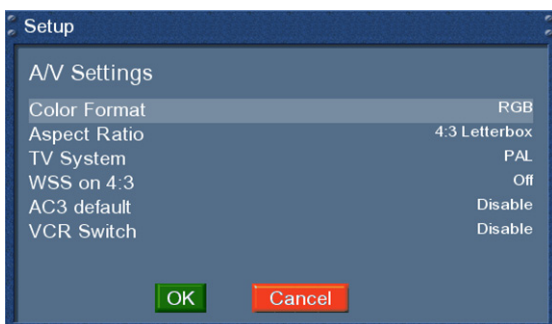 Setup
A/V Settings
Color Format RGB
Aspect Ratio 4:3 Letterbox
TV System PAL
WSS on 4:3 Off
AC3 default Disable
VCR Switch Disable
OK Cancel